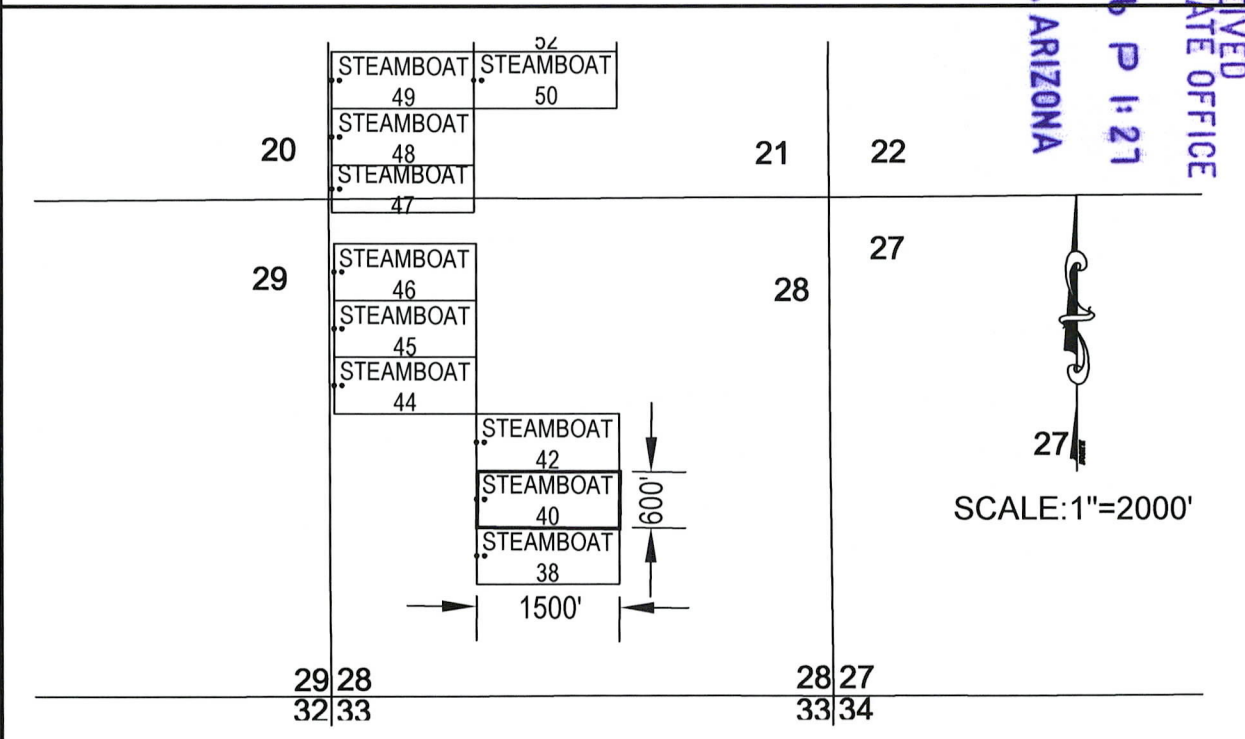 52
STEAMBOAT STEAMBOAT
49 50
STEAMBOAT
48
20 21 22
STEAMBOAT
47
STEAMBOAT
46
29 28 27
STEAMBOAT
45
STEAMBOAT
44
STEAMBOAT
42
STEAMBOAT
40
600'
STEAMBOAT
38
1500'
27
SCALE:1"=2000'
29 28 28 27
32 33 33 34
ARIZONA
P 1:27
IVED
ATE OFFICE